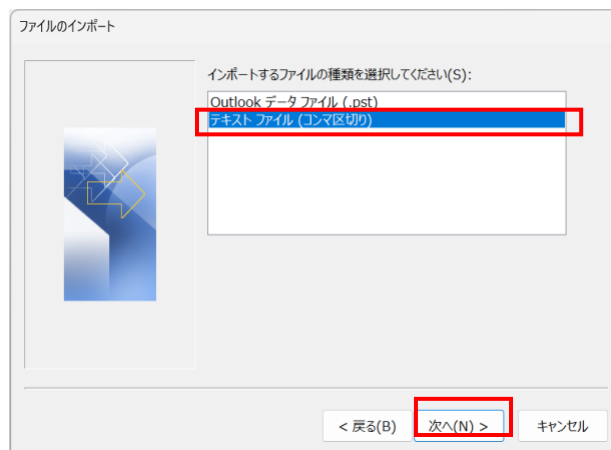 ファイルのインポート
インポートするファイルの種類を選択してください(S):
Outlook データ ファイル (.pst)
テキスト ファイル (コンマ区切り)
< 戻る(B) 次へ(N) > キャンセル